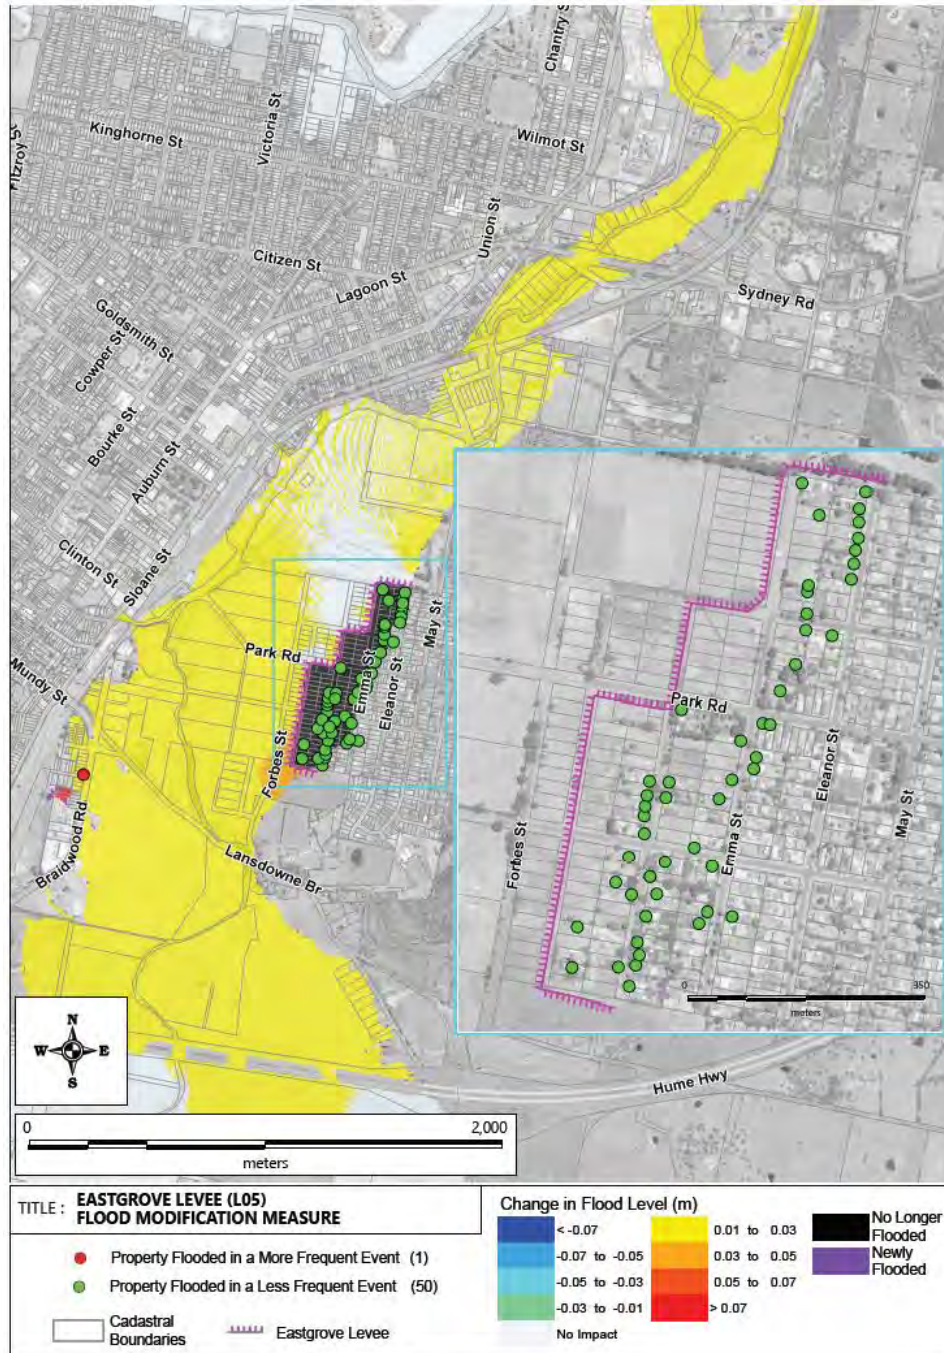 Chantry S
Kinghorne St
Victoria St
Wilmot St
Fitzroy S
Union St
Citizen St
Lagoon St
Sydney Rd
Goldsmith St
Cowper St
Bourke St
Auburn St
Clinton St
Sloane St
May St
Park Rd
Emma St
Eleanor St
Mundy St
Forbes St
Braidwood Rd
Lansdowne Br
Park Rd
Eleanor St
May St
Emma St
Forbes St
0 350
meters
N
W E
S
Hume Hwy
0 2,000
meters
TITLE : EASTGROVE LEVEE (L05)
FLOOD MODIFICATION MEASURE
Property Flooded in a More Frequent Event (1)
Property Flooded in a Less Frequent Event (50)
Cadastral
Boundaries
Eastgrove Levee
Change in Flood Level (m)
< -0.07
-0.07 to -0.05
-0.05 to -0.03
-0.03 to -0.01
No Impact
0.01 to 0.03
0.03 to 0.05
0.05 to 0.07
> 0.07
No Longer
Flooded
Newly
Flooded